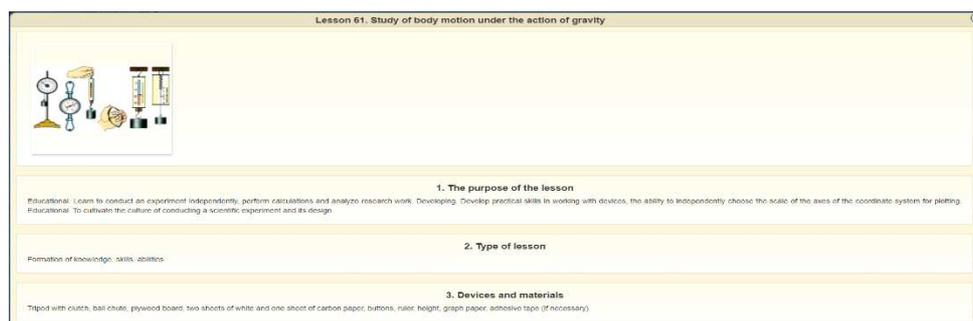 Lesson 61. Study of body motion under the action of gravity
1. The purpose of the lesson
Educational. Learn to conduct an experiment independently, perform calculations and analyze research work. Developing. Develop practical skills in working with devices, the ability to independently choose the scale of the axes of the coordinate system for plotting.
Educational. To cultivate the culture of conducting a scientific experiment and its design
2. Type of lesson
Formation of knowledge, skills, abilities
3. Devices and materials
Tripod with clutch, ball chute, plywood board, two sheets of white and one sheet of carbon paper, buttons, ruler, height, graph paper, adhesive tape (if necessary)